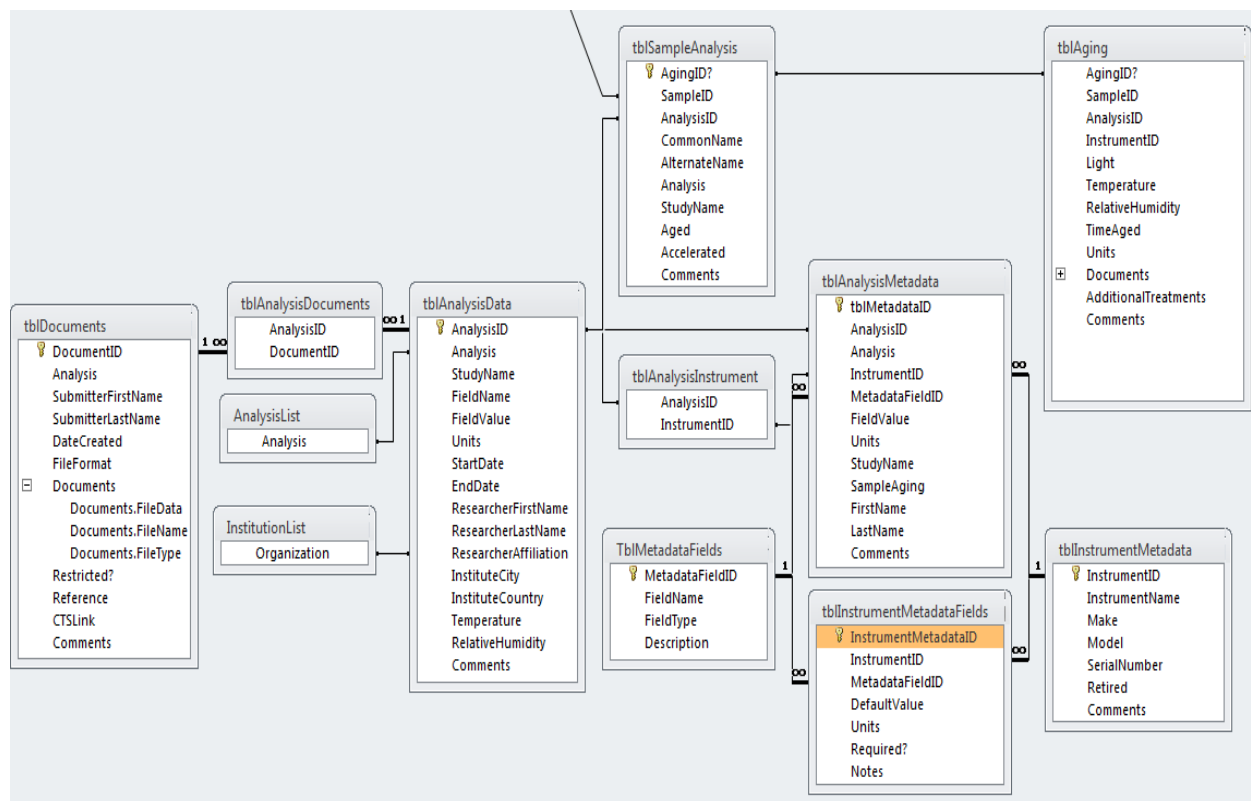 tblSampleAnalysis
AgingID?
SampleID
AnalysisID
CommonName
AlternateName
Analysis
StudyName
Aged
Accelerated
Comments
tblAging
AgingID?
SampleID
AnalysisID
InstrumentID
Light
Temperature
RelativeHumidity
TimeAged
Units
Documents
AdditionalTreatments
Comments
tblDocuments
DocumentID
Analysis
SubmitterFirstName
SubmitterLastName
DateCreated
FileFormat
Documents
Documents.FileData
Documents.FileName
Documents.FileType
Restricted?
Reference
CTSLink
Comments
1 ∞
tblAnalysisDocuments
AnalysisID
DocumentID
∞ 1
AnalysisList
Analysis
InstitutionList
Organization
tblAnalysisData
AnalysisID
Analysis
StudyName
FieldName
FieldValue
Units
StartDate
EndDate
ResearcherFirstName
ResearcherLastName
ResearcherAffiliation
InstituteCity
InstituteCountry
Temperature
RelativeHumidity
Comments
tblAnalysisInstrument
AnalysisID
InstrumentID
TblMetadataFields
MetadataFieldID
FieldName
FieldType
Description
1
∞
∞
tblAnalysisMetadata
tblMetadataID
AnalysisID
Analysis
InstrumentID
MetadataFieldID
FieldValue
Units
StudyName
SampleAging
FirstName
LastName
Comments
∞
tblInstrumentMetadataFields
InstrumentMetadataID
InstrumentID
MetadataFieldID
DefaultValue
Units
Required?
Notes
∞
1
tblInstrumentMetadata
InstrumentID
InstrumentName
Make
Model
SerialNumber
Retired
Comments